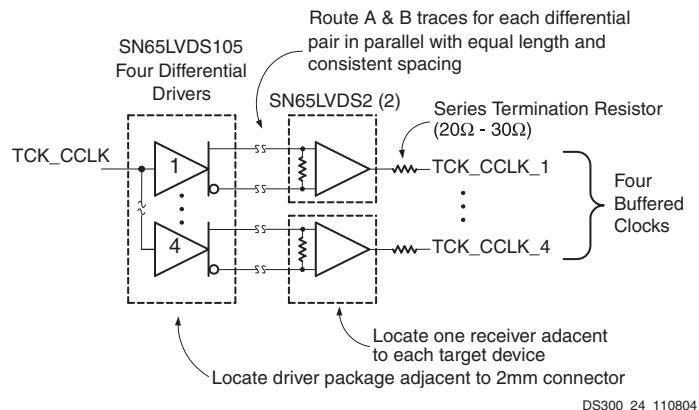 Route A & B traces for each differential
pair in parallel with equal length and
consistent spacing
SN65LVDS105
Four Differential
Drivers
SN65LVDS2 (2)
Series Termination Resistor
(20Ω - 30Ω)
TCK_CCLK
1
TCK_CCLK_1
Four
Buffered
Clocks
4
TCK_CCLK_4
Locate one receiver adacent
to each target device
Locate driver package adjacent to 2mm connector
DS300_24_110804